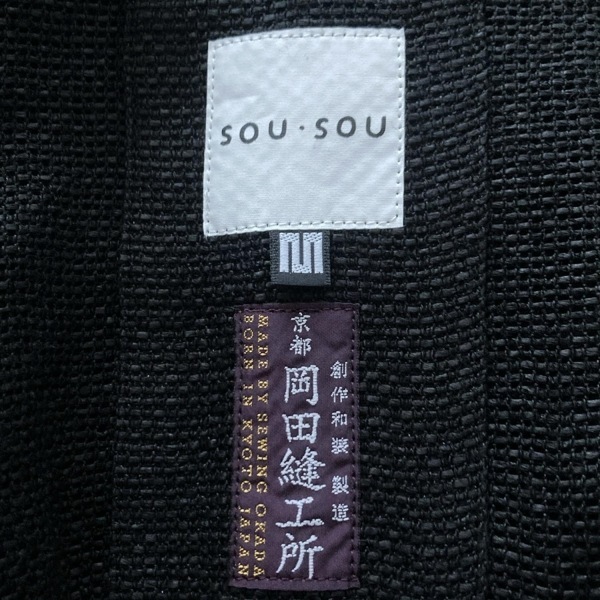 SOU・SOU
M
創作和装 製造
京都 岡田縫工所
MADE BY SEWING OKADA
BORN IN KYOTO JAPAN